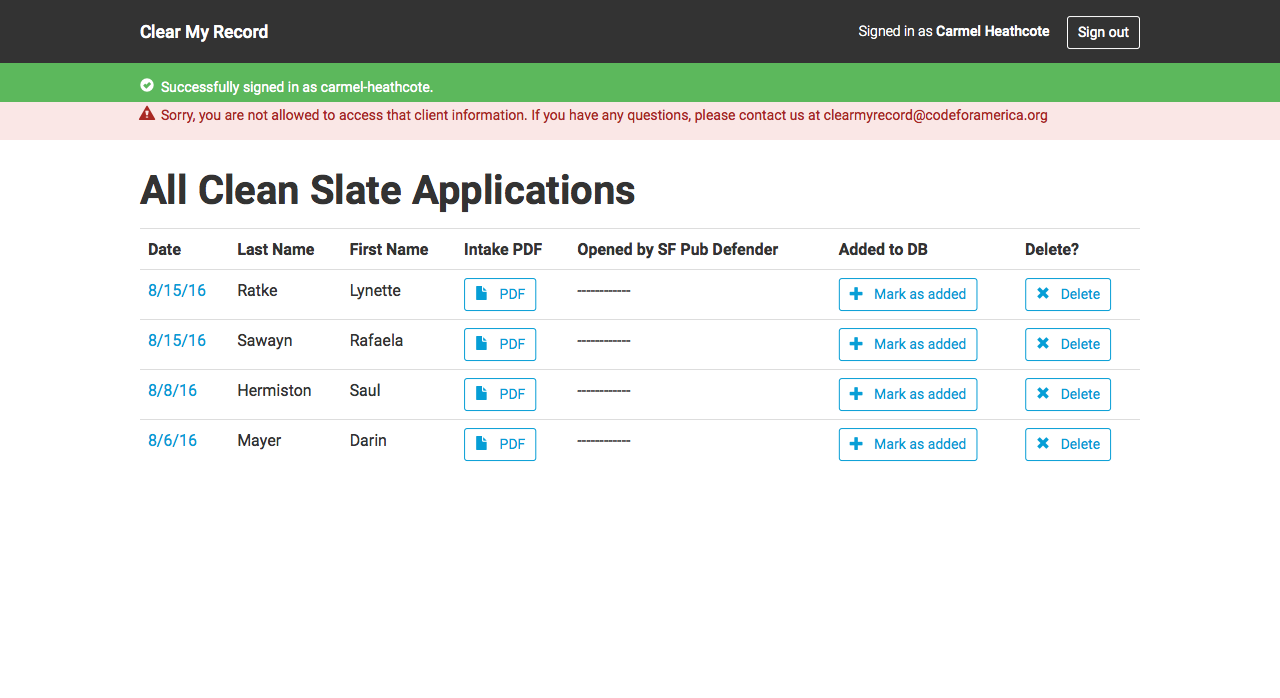 Clear My Record
Signed in as Carmel Heathcote Sign out
Successfully signed in as carmel-heathcote.
Sorry, you are not allowed to access that client information. If you have any questions, please contact us at clearmyrecord@codeforamerica.org
All Clean Slate Applications
Date Last Name First Name Intake PDF Opened by SF Pub Defender Added to DB Delete?
8/15/16 Ratke Lynette PDF ------------ Mark as added Delete
8/15/16 Sawayn Rafaela PDF ------------ Mark as added Delete
8/8/16 Hermiston Saul PDF ------------ Mark as added Delete
8/6/16 Mayer Darin PDF ------------ Mark as added Delete